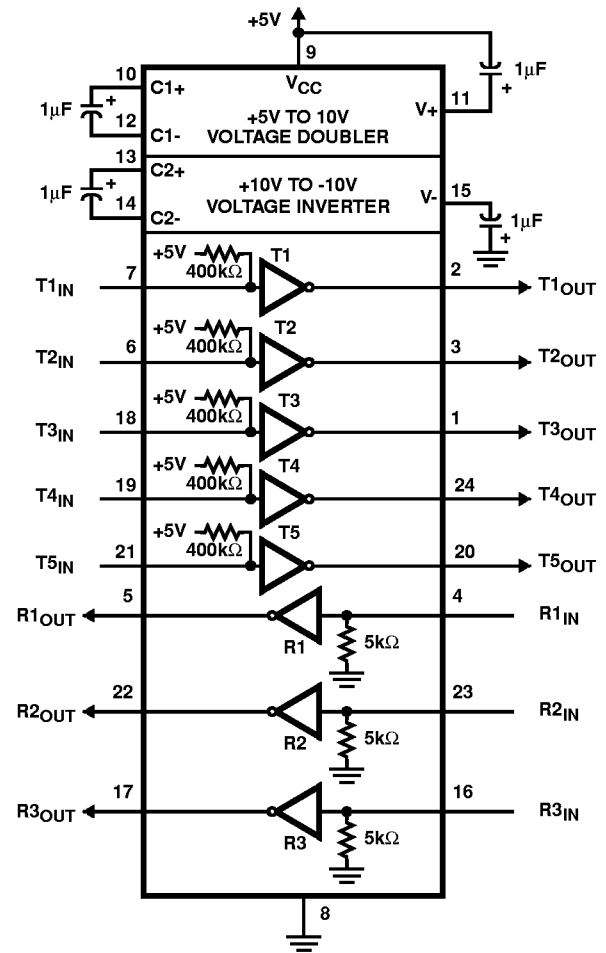 +5V
9
VCC
10
C1+
1µF
+
12
C1-
+5V TO 10V
VOLTAGE DOUBLER
V+
11
1µF
+
13
C2+
1µF
+
14
C2-
+10V TO -10V
VOLTAGE INVERTER
V-
15
1µF
+
T1IN
7
+5V
400kΩ
T1
2
T1OUT
T2IN
6
+5V
400kΩ
T2
3
T2OUT
T3IN
18
+5V
400kΩ
T3
1
T3OUT
T4IN
19
+5V
400kΩ
T4
24
T4OUT
T5IN
21
+5V
400kΩ
T5
20
T5OUT
R1OUT
5
R1
5kΩ
4
R1IN
R2OUT
22
R2
5kΩ
23
R2IN
R3OUT
17
R3
5kΩ
16
R3IN
8